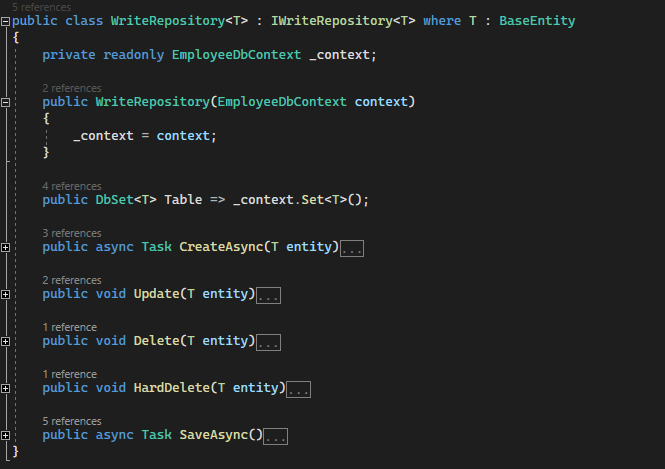 5 references
public class WriteRepository<T> : IWriteRepository<T> where T : BaseEntity
{
private readonly EmployeeDbContext _context;
2 references
public WriteRepository(EmployeeDbContext context)
{
_context = context;
}
4 references
public DbSet<T> Table => _context.Set<T>();
3 references
public async Task CreateAsync(T entity)...
2 references
public void Update(T entity)...
1 reference
public void Delete(T entity)...
1 reference
public void HardDelete(T entity)...
5 references
public async Task SaveAsync()...
}